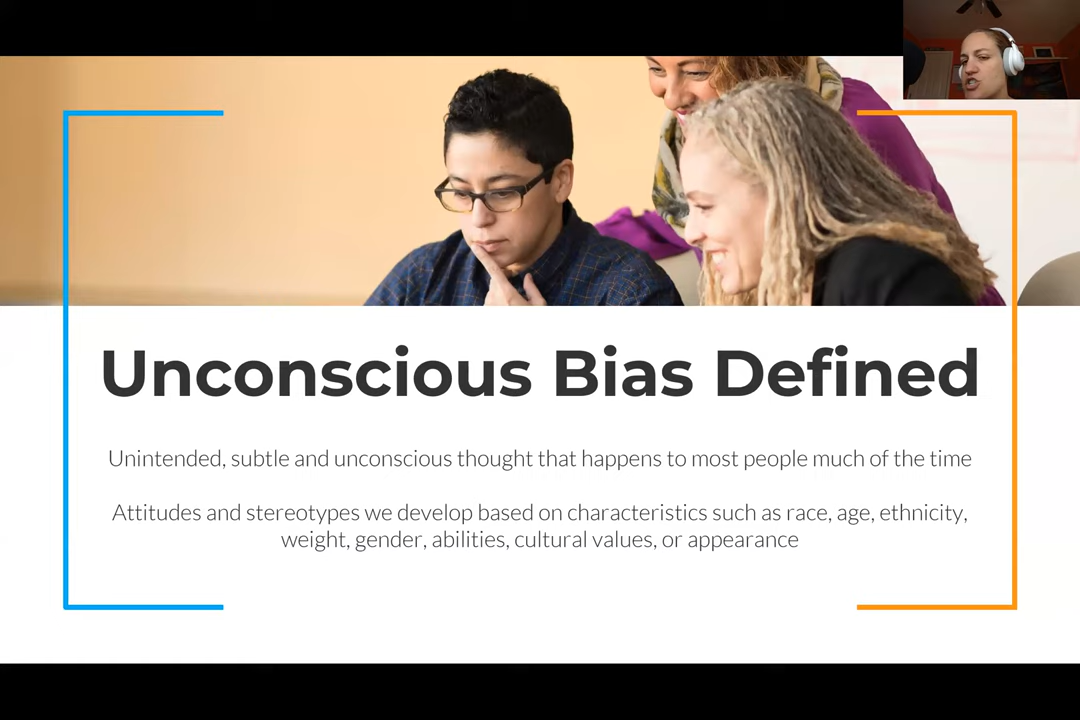 Unconscious Bias Defined
Unintended, subtle and unconscious thought that happens to most people much of the time
Attitudes and stereotypes we develop based on characteristics such as race, age, ethnicity,
weight, gender, abilities, cultural values, or appearance